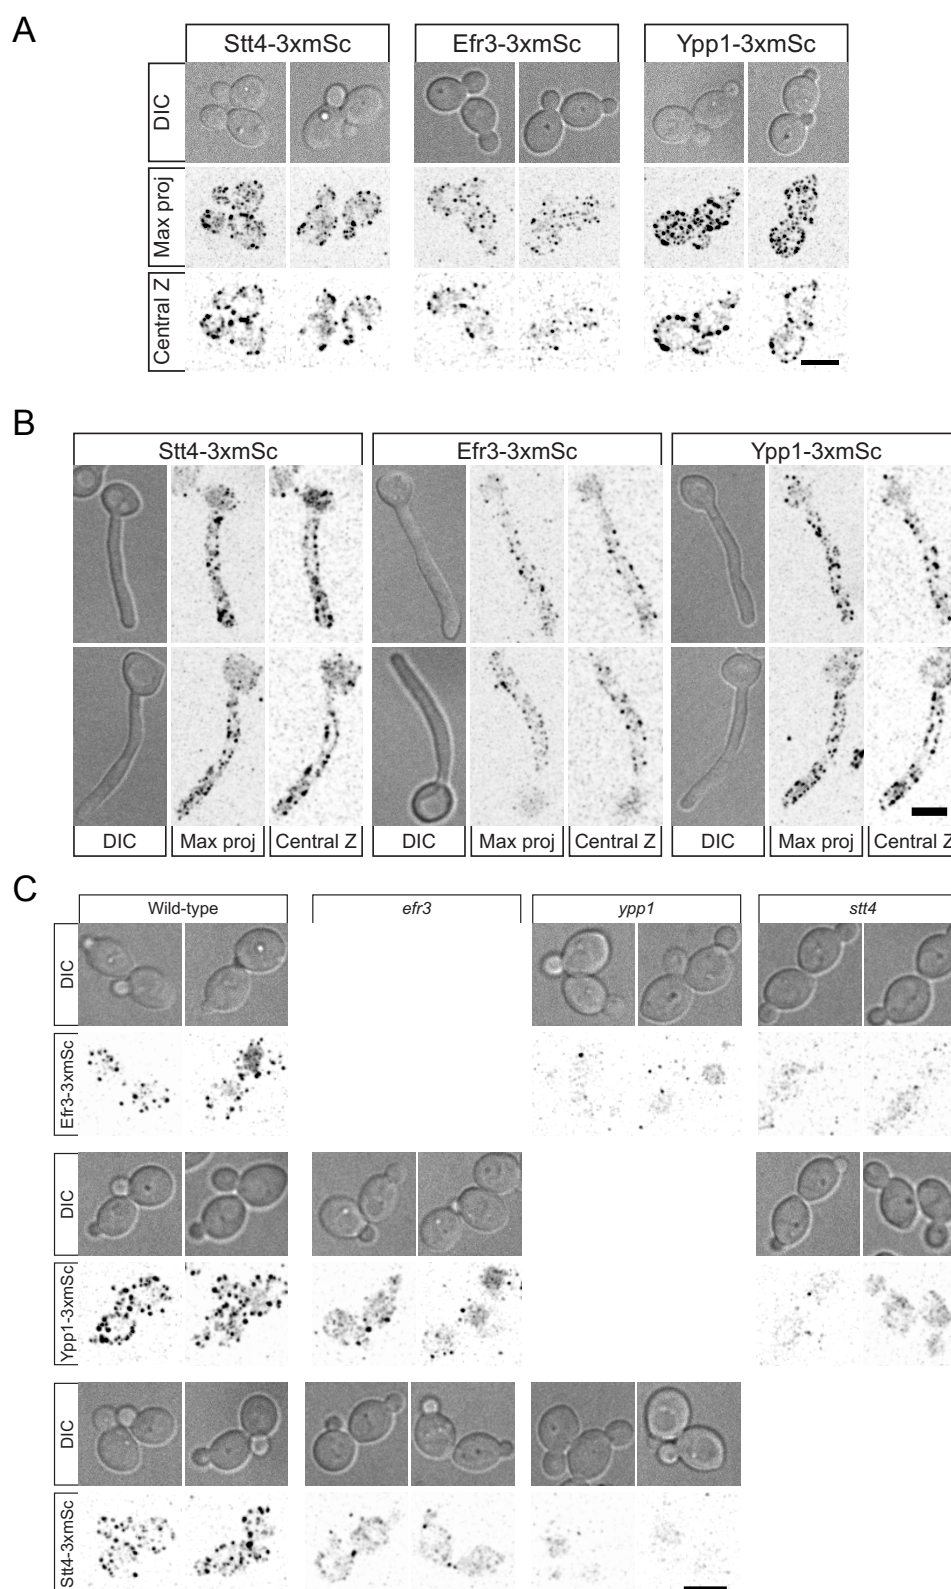 A
Stt4-3xmSc
Efr3-3xmSc
Ypp1-3xmSc
DIC
Max proj
Central Z
B
Stt4-3xmSc
Efr3-3xmSc
Ypp1-3xmSc
DIC
Max proj
Central Z
DIC
Max proj
Central Z
DIC
Max proj
Central Z
C
Wild-type
efr3
ypp1
stt4
DIC
Efr3-3xmSc
DIC
Ypp1-3xmSc
DIC
Stt4-3xmSc